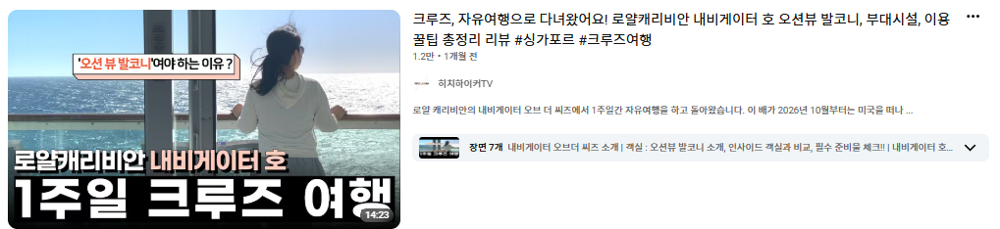 '오션 뷰 발코니'여야 하는 이유 ?
로얄캐리비안 내비게이터 호
1주일 크루즈 여행
14:23
크루즈, 자유여행으로 다녀왔어요! 로얄캐리비안 내비게이터 호 오션뷰 발코니, 부대시설, 이용
꿀팁 총정리 리뷰 #싱가포르 #크루즈여행
1.2만 • 1개월 전
히치하이커TV
로얄 캐리비안의 내비게이터 오브 더 씨즈에서 1주일간 자유여행을 하고 돌아왔습니다. 이 배가 2026년 10월부터는 미국을 떠나 ...
장면 7개 내비게이터 오브더 씨즈 소개 | 객실 : 오션뷰 발코니 소개, 인사이드 객실과 비교, 필수 준비물 체크!! | 내비게이터 호...